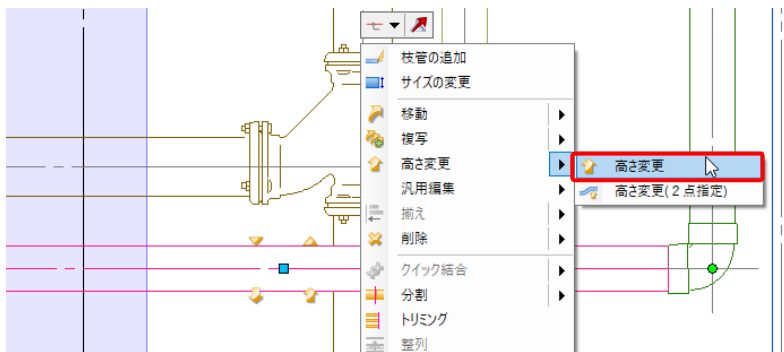 枝管の追加
サイズの変更
移動
複写
高さ変更
高さ変更
汎用編集
高さ変更(２点指定)
揃え
削除
クイック結合
分割
トリミング
整列